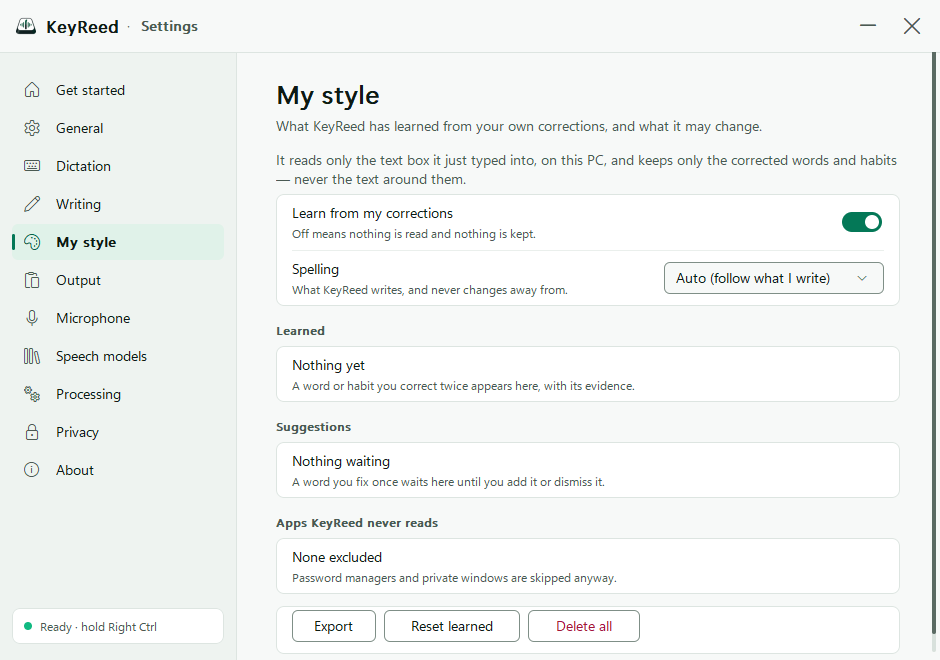 KeyReed · Settings
Get started
General
Dictation
Writing
My style
Output
Microphone
Speech models
Processing
Privacy
About
Ready · hold Right Ctrl
My style
What KeyReed has learned from your own corrections, and what it may change.
It reads only the text box it just typed into, on this PC, and keeps only the corrected words and habits
— never the text around them.
Learn from my corrections
Off means nothing is read and nothing is kept.
Spelling
What KeyReed writes, and never changes away from.
Auto (follow what I write)
Learned
Nothing yet
A word or habit you correct twice appears here, with its evidence.
Suggestions
Nothing waiting
A word you fix once waits here until you add it or dismiss it.
Apps KeyReed never reads
None excluded
Password managers and private windows are skipped anyway.
Export
Reset learned
Delete all